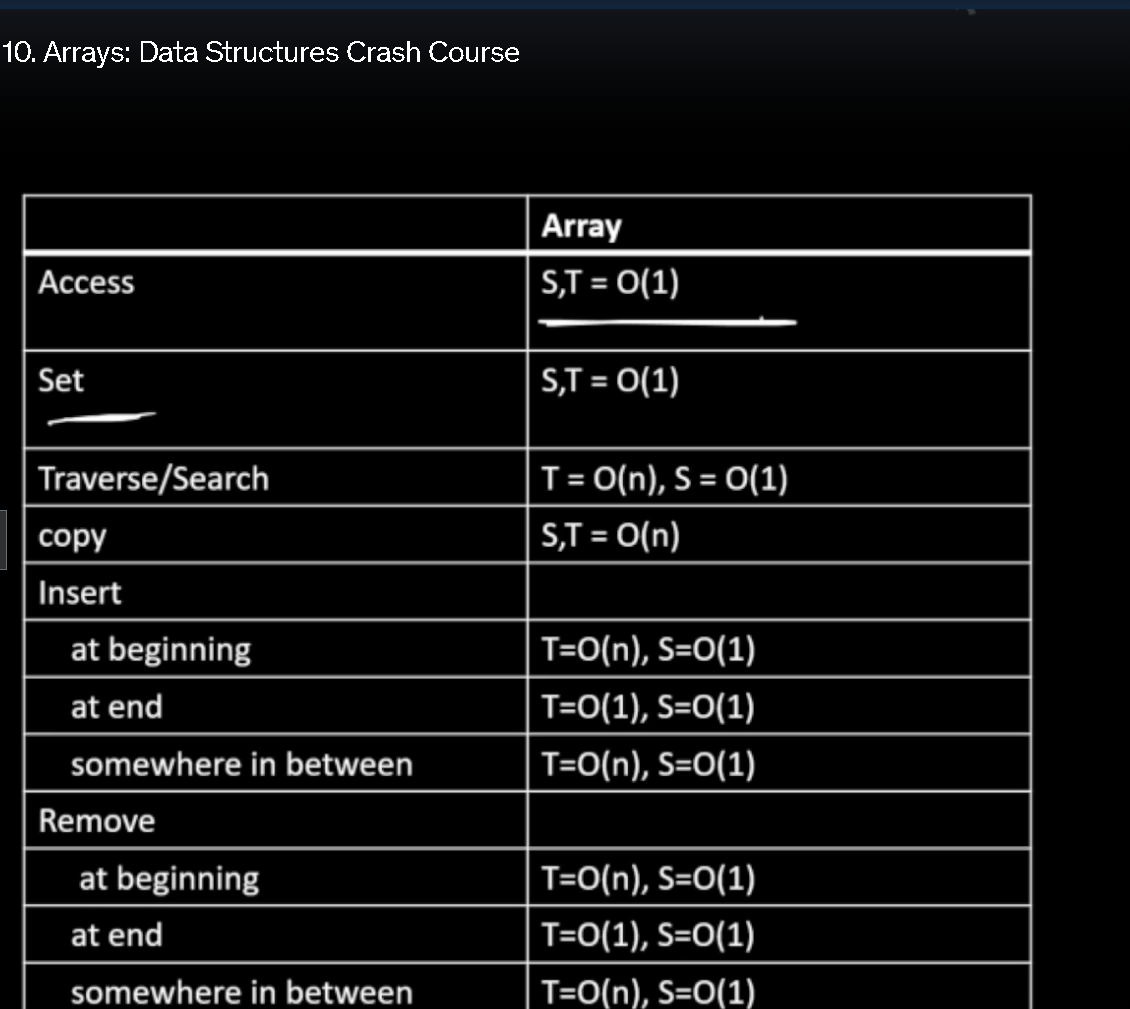 10. Arrays: Data Structures Crash Course
Array
Access S,T = O(1)
Set S,T = O(1)
Traverse/Search T = O(n), S = O(1)
copy S,T = O(n)
Insert
at beginning T=O(n), S=O(1)
at end T=O(1), S=O(1)
somewhere in between T=O(n), S=O(1)
Remove
at beginning T=O(n), S=O(1)
at end T=O(1), S=O(1)
somewhere in between T=O(n), S=O(1)